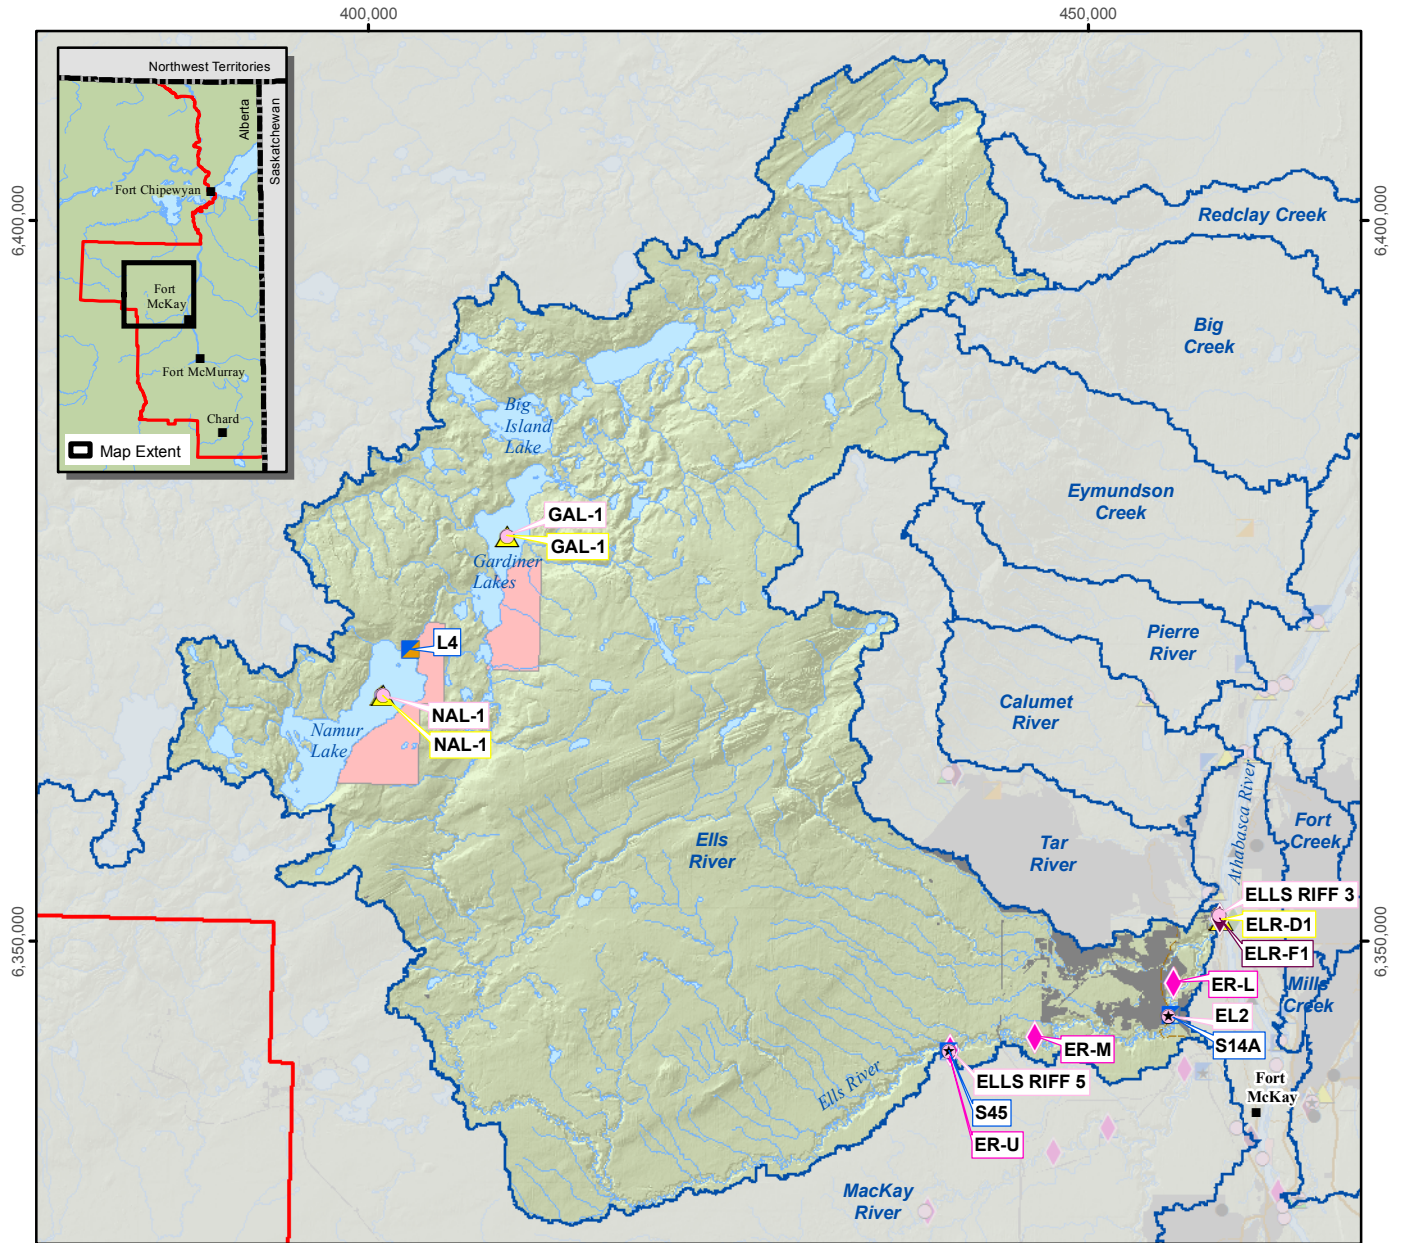 400,000
450,000
6,400,000
6,400,000
6,350,000
6,350,000
Northwest Territories
Alberta
Saskatchewan
Fort Chipewyan
Fort
McKay
Fort McMurray
Chard
Map Extent
Redclay Creek
Big
Creek
Big
Island
Lake
Eymundson
Creek
GAL-1
GAL-1
Gardiner
Lakes
L4
Pierre
River
Calumet
River
NAL-1
NAL-1
Namur
Lake
Athabasca River
Fort
Creek
Ells
River
Tar
River
ELLS RIFF 3
ELR-D1
ELR-F1
ER-L
Mills
Creek
EL2
S14A
ER-M
ELLS RIFF 5
S45
ER-U
Ells River
Fort
McKay
MacKay
River